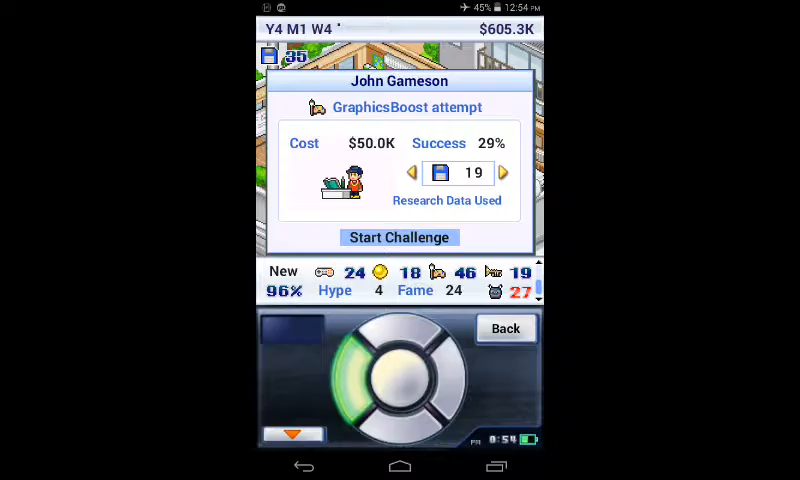 45% 12:54 PM
Y4 M1 W4 $605.3K
35
John Gameson
GraphicsBoost attempt
Cost $50.0K Success 29%
19
Research Data Used
Start Challenge
New 24 18 46 19
96% Hype 4 Fame 24 27
Back
PM 0:54